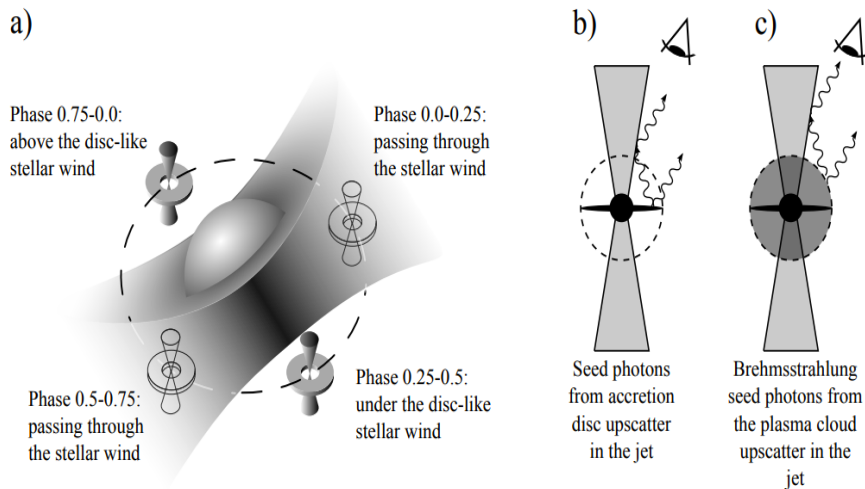 a)
Phase 0.75-0.0:
above the disc-like
stellar wind
Phase 0.0-0.25:
passing through
the stellar wind
Phase 0.5-0.75:
passing through
the stellar wind
Phase 0.25-0.5:
under the disc-like
stellar wind
b)
Seed photons
from accretion
disc upscatter
in the jet
c)
Brehmsstrahlung
seed photons from
the plasma cloud
upscatter in the
jet